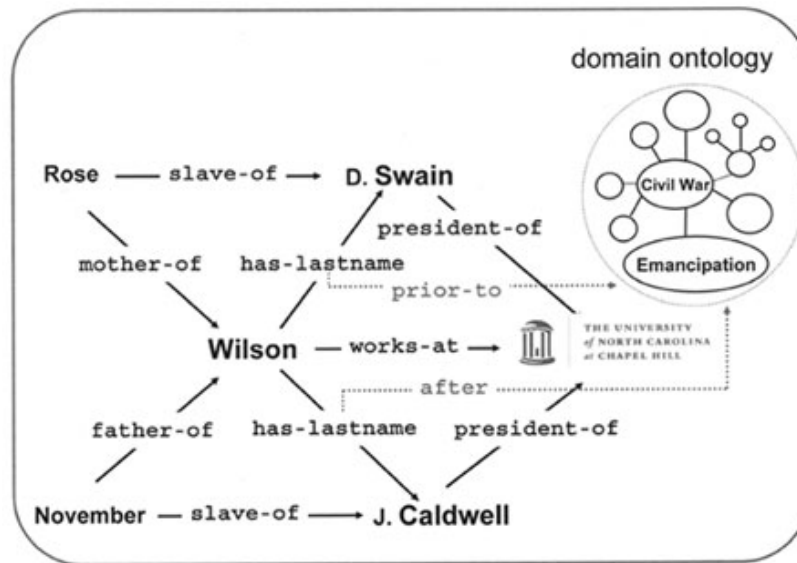 domain ontology
Rose slave-of D. Swain
Civil War
president-of
mother-of has-lastname
Emancipation
prior-to
Wilson works-at
THE UNIVERSITY
of NORTH CAROLINA
at CHAPEL HILL
after
father-of has-lastname president-of
November slave-of J. Caldwell